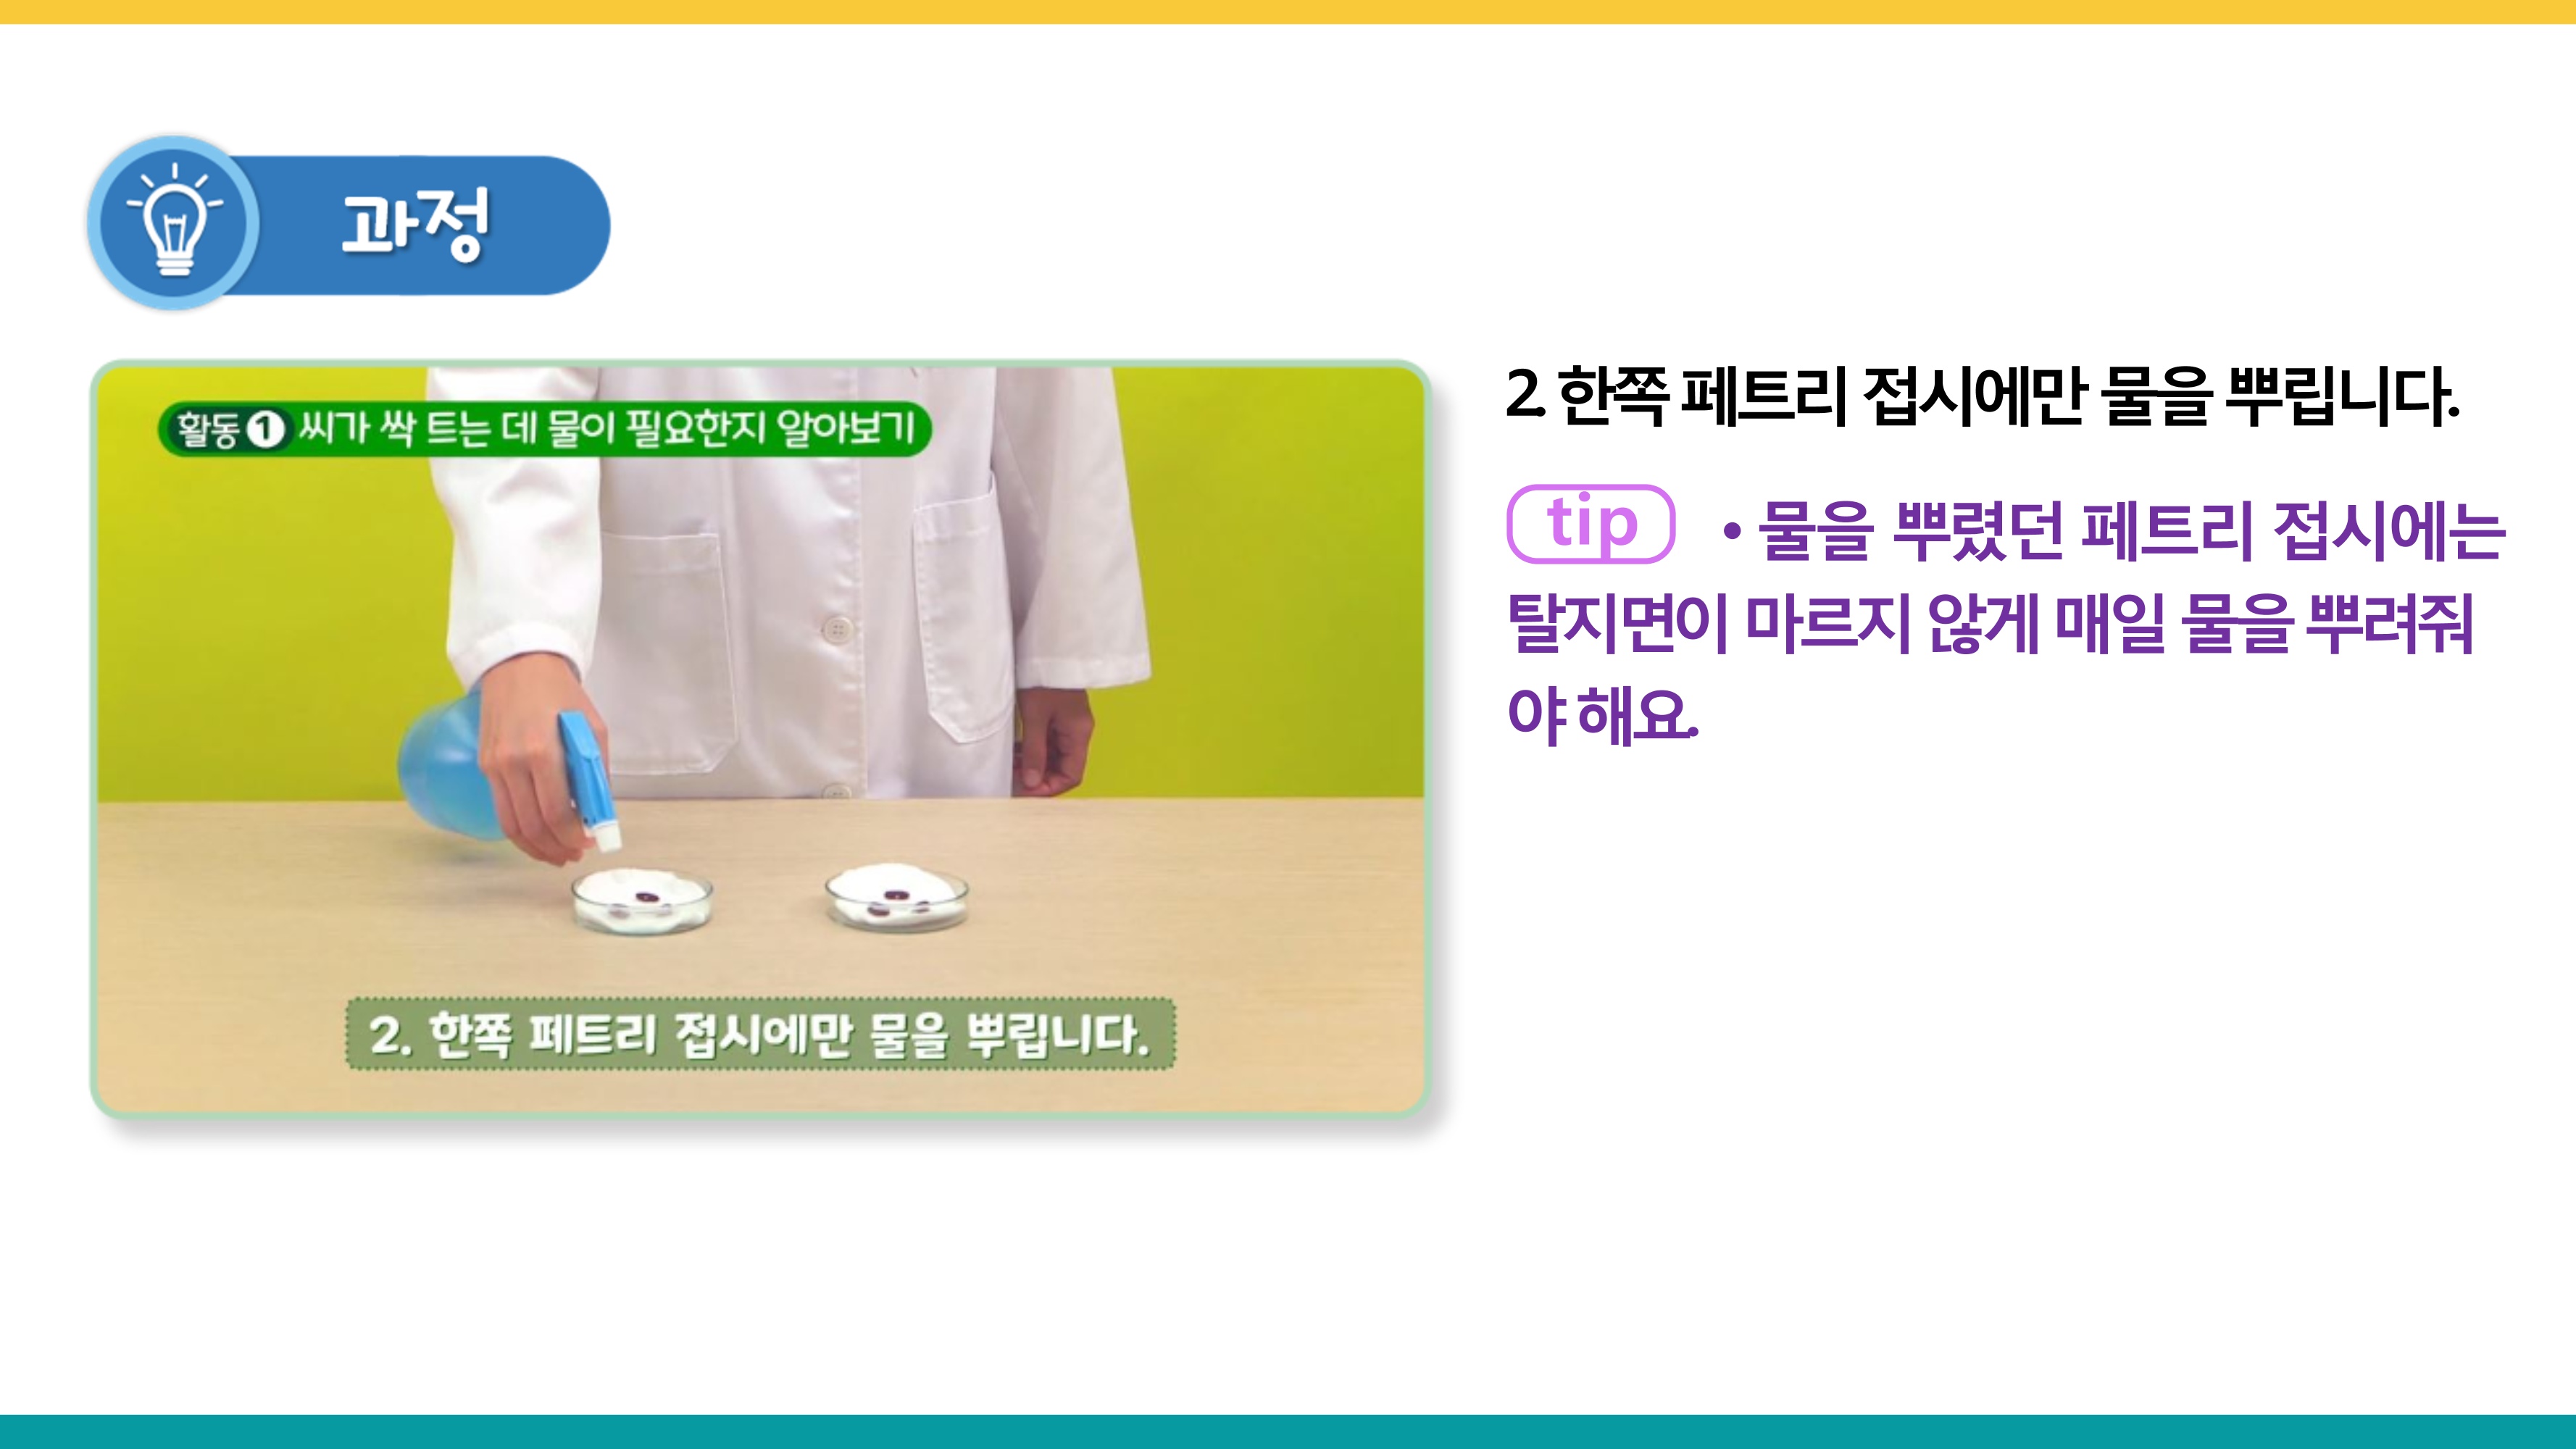 과정
활동 1 씨가 싹 트는 데 물이 필요한지 알아보기
2. 한쪽 페트리 접시에만 물을 뿌립니다.
2. 한쪽 페트리 접시에만 물을 뿌립니다.
tip • 물을 뿌렸던 페트리 접시에는
탈지면이 마르지 않게 매일 물을 뿌려줘
야 해요.